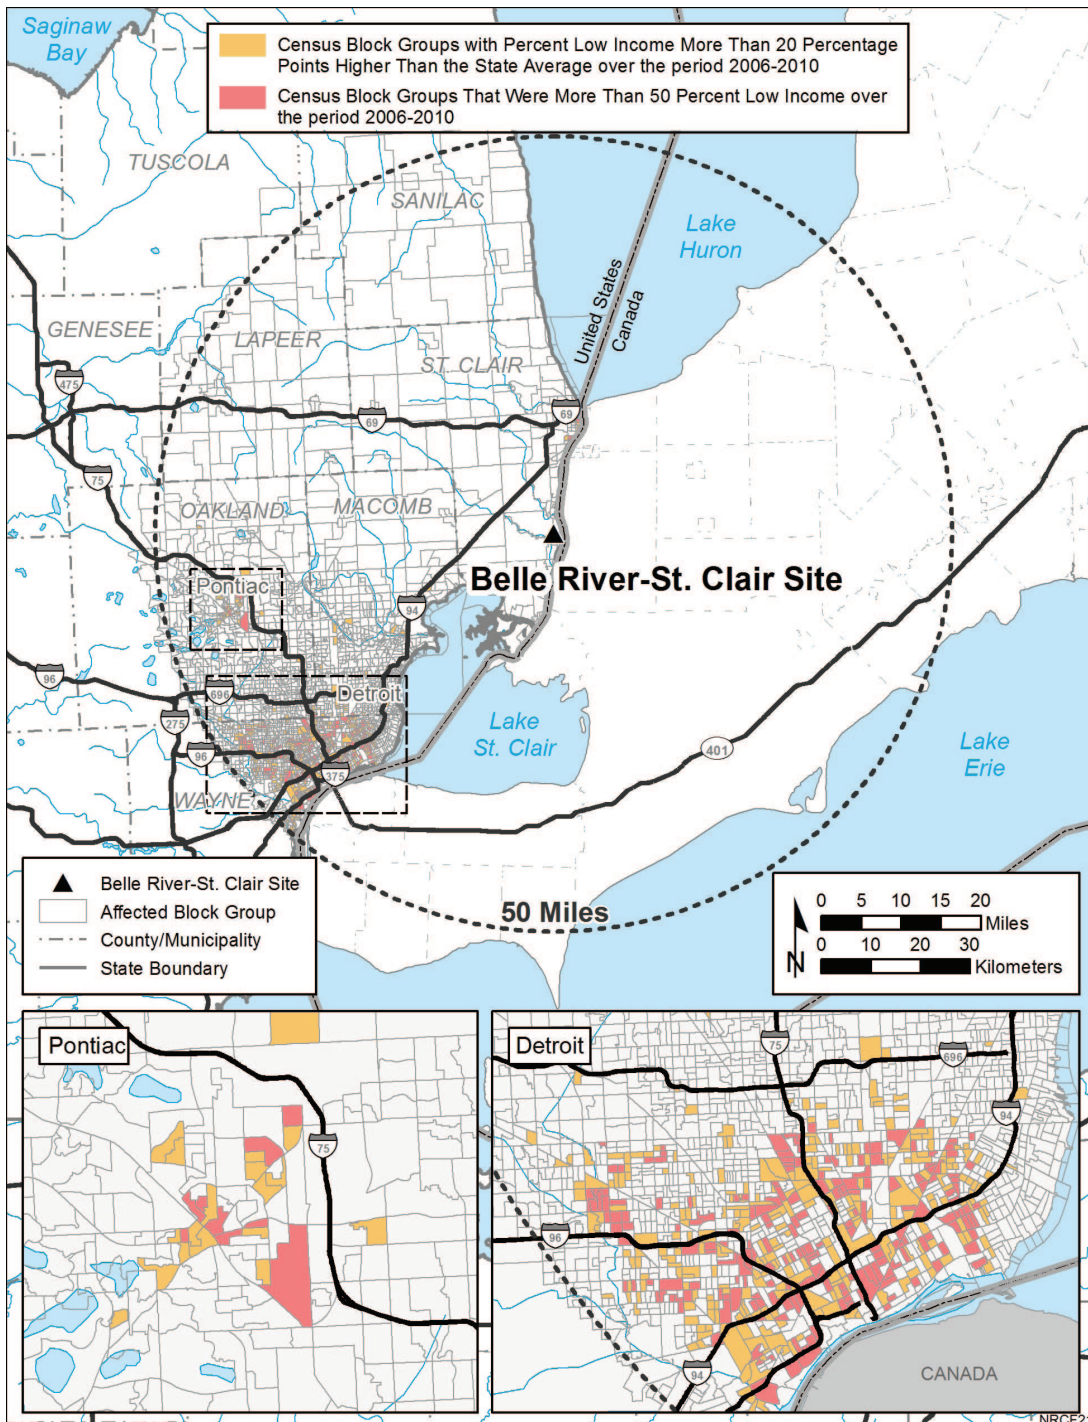 Saginaw
Bay
Census Block Groups with Percent Low Income More Than 20 Percentage
Points Higher Than the State Average over the period 2006-2010
Census Block Groups That Were More Than 50 Percent Low Income over
the period 2006-2010
TUSCOLA
SANILAC
Lake
Huron
United States
Canada
GENESEE
LAPEER
ST. CLAIR
475
69
69
75
OAKLAND
MACOMB
Belle River-St. Clair Site
Pontiac
94
96
696
Detroit
275
Lake
St. Clair
96
375
401
Lake
Erie
WAYNE
50 Miles
Belle River-St. Clair Site
Affected Block Group
County/Municipality
State Boundary
0 5 10 15 20
Miles
0 10 20 30
Kilometers
N
Pontiac
75
Detroit
75
696
94
96
94
CANADA